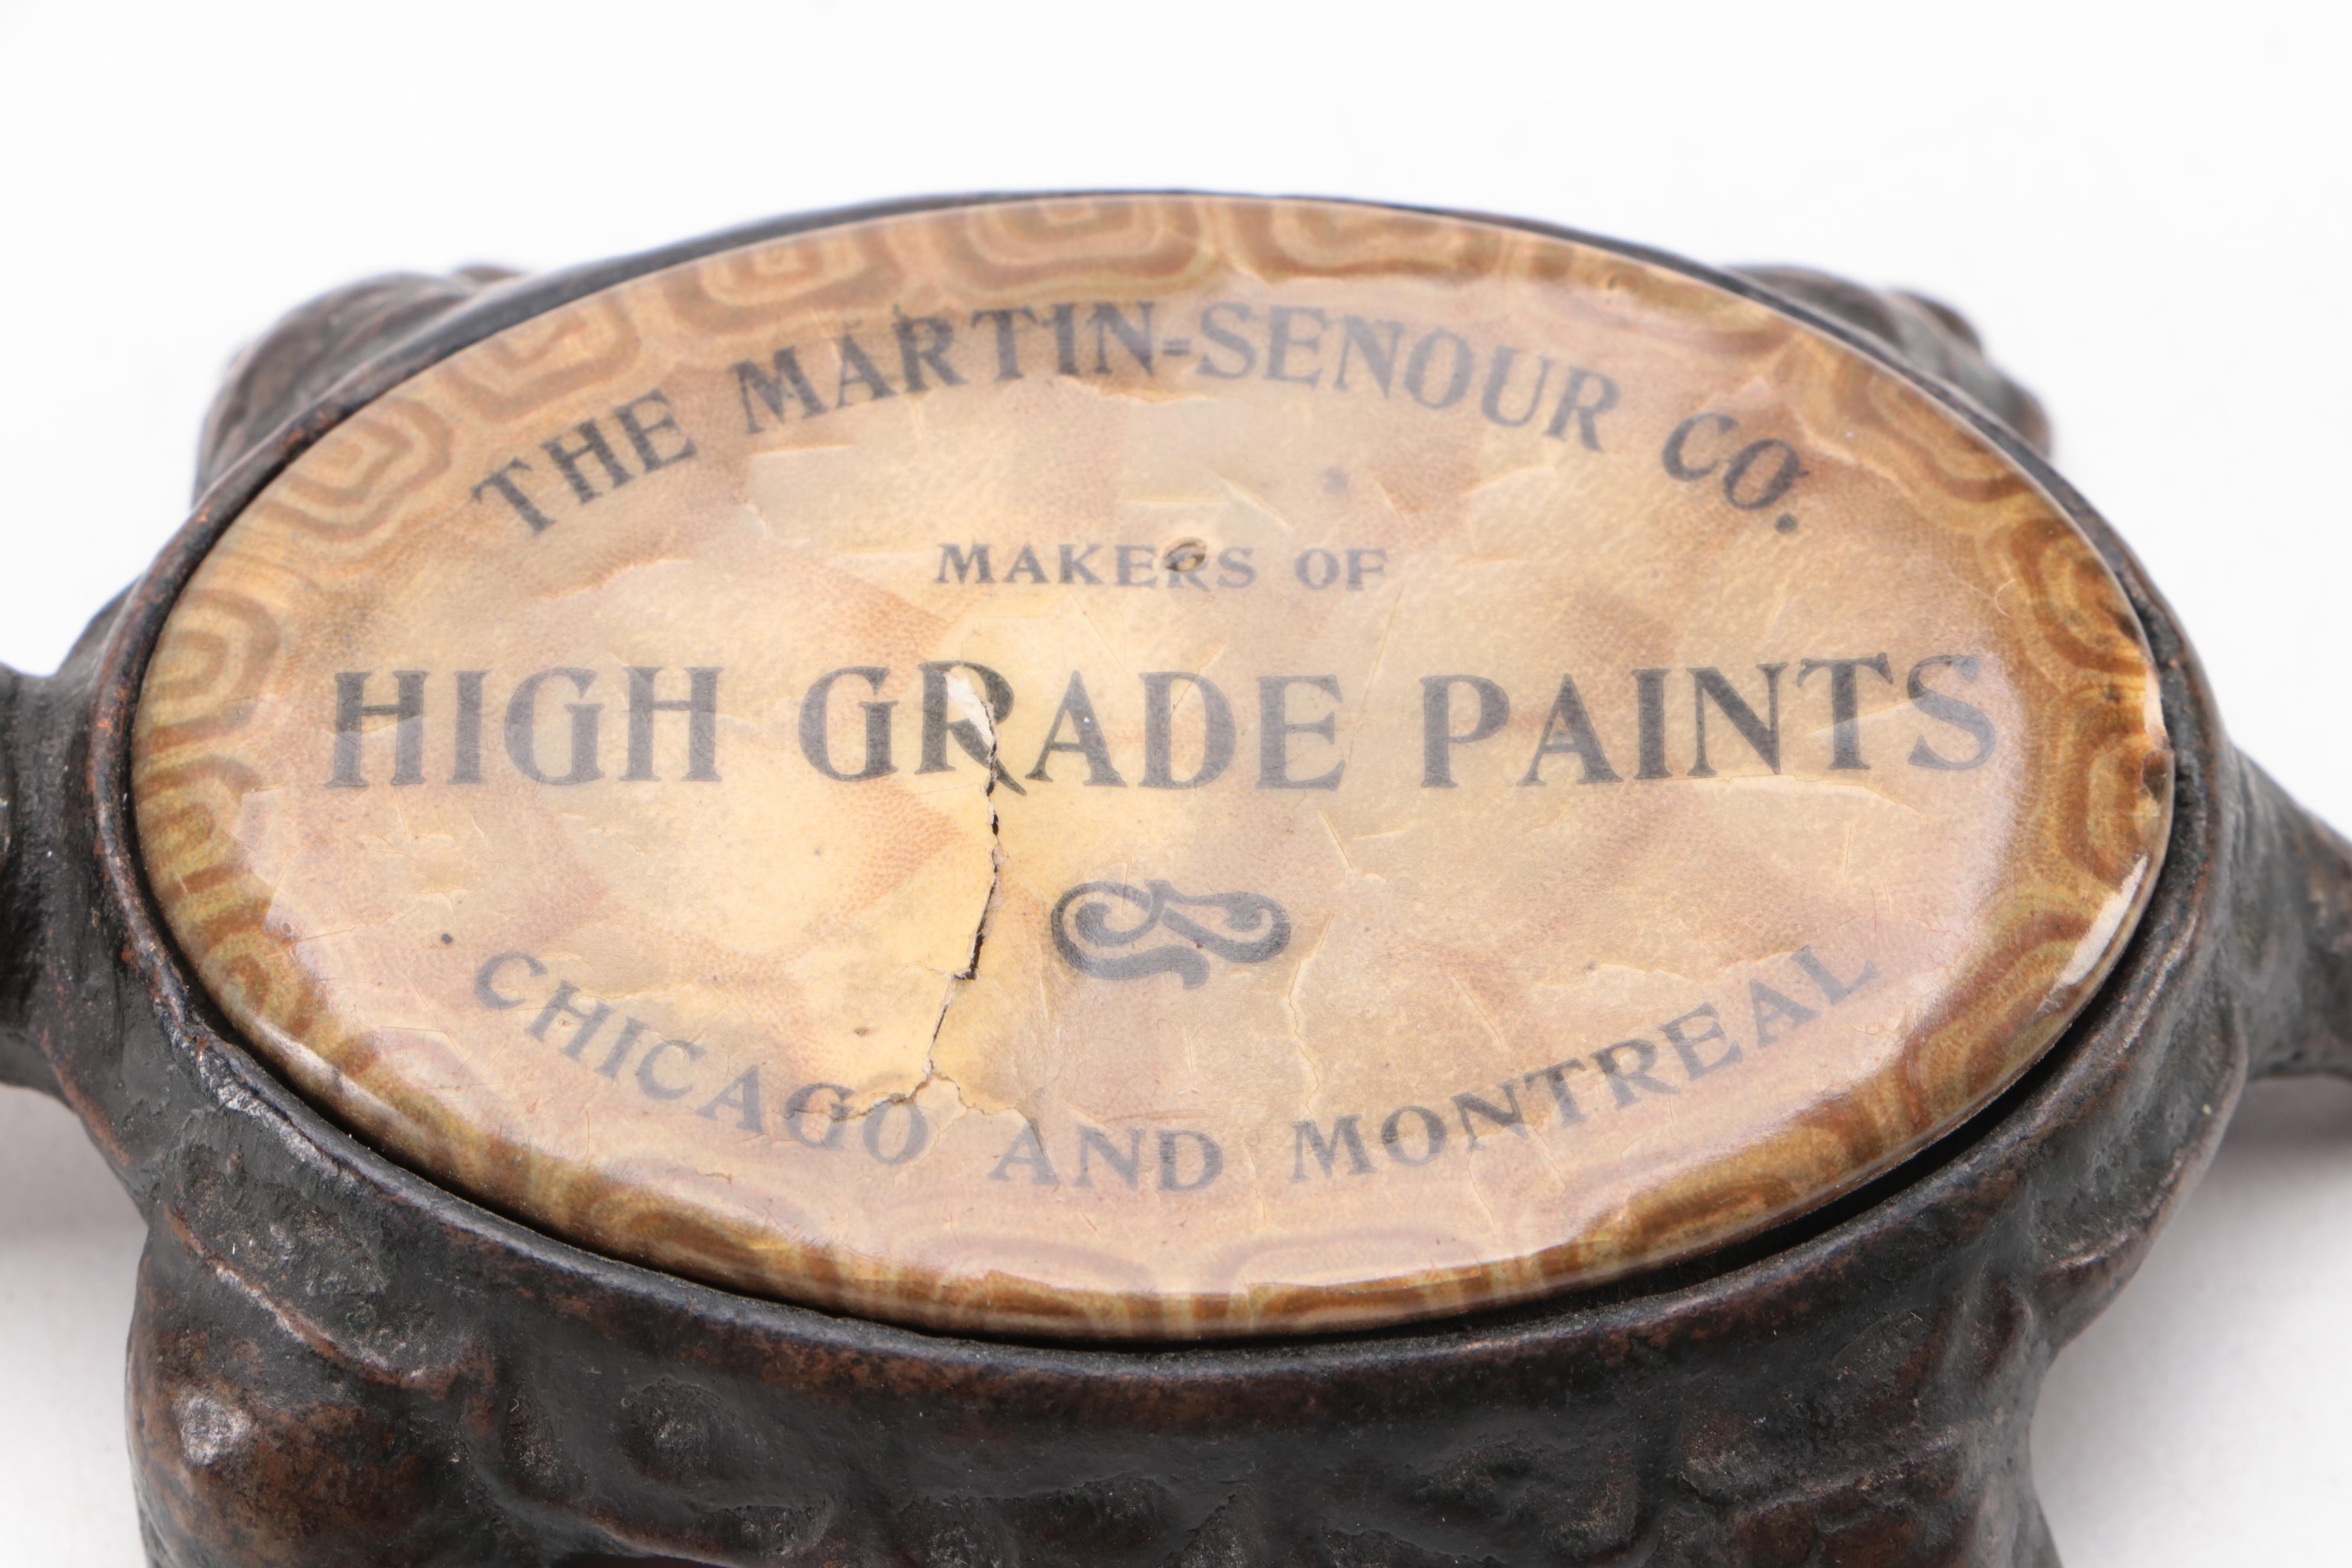 THE MARTIN-SENOUR CO.
MAKERS OF
HIGH GRADE PAINTS
CHICAGO AND MONTREAL